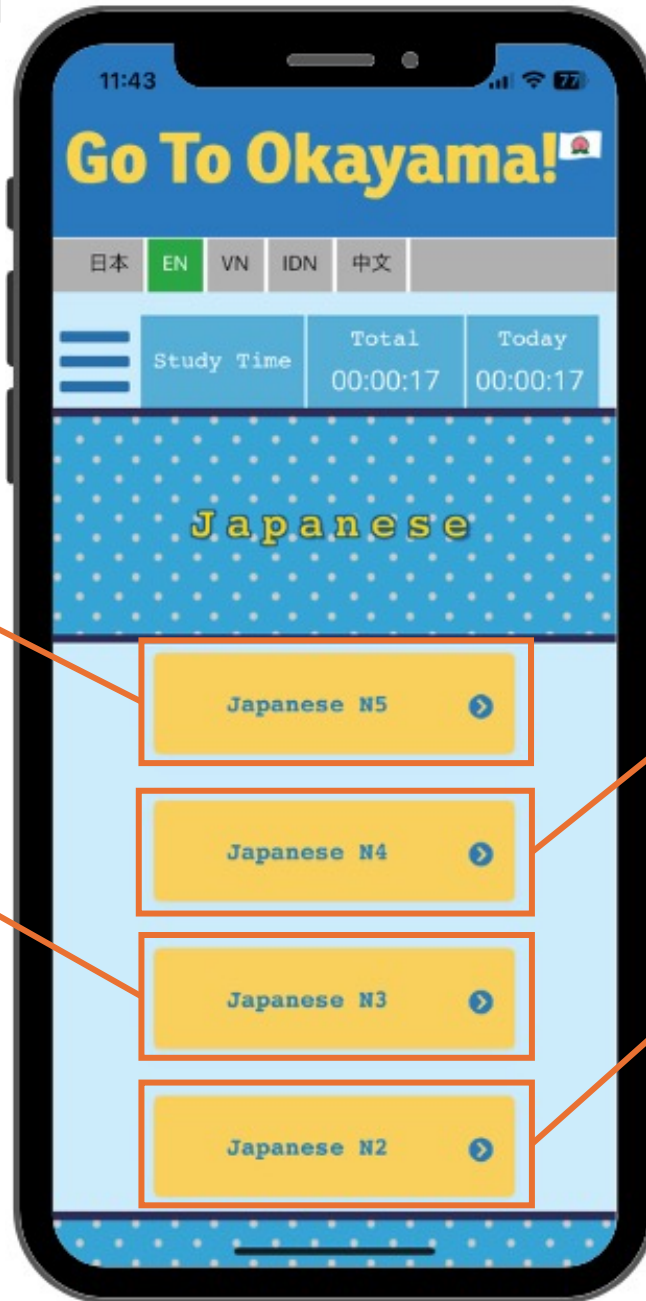 11:43 77
Go To Okayama!
日本 EN VN IDN 中文
Study Time Total Today
00:00:17 00:00:17
Japanese
Japanese N5
Japanese N4
Japanese N3
Japanese N2